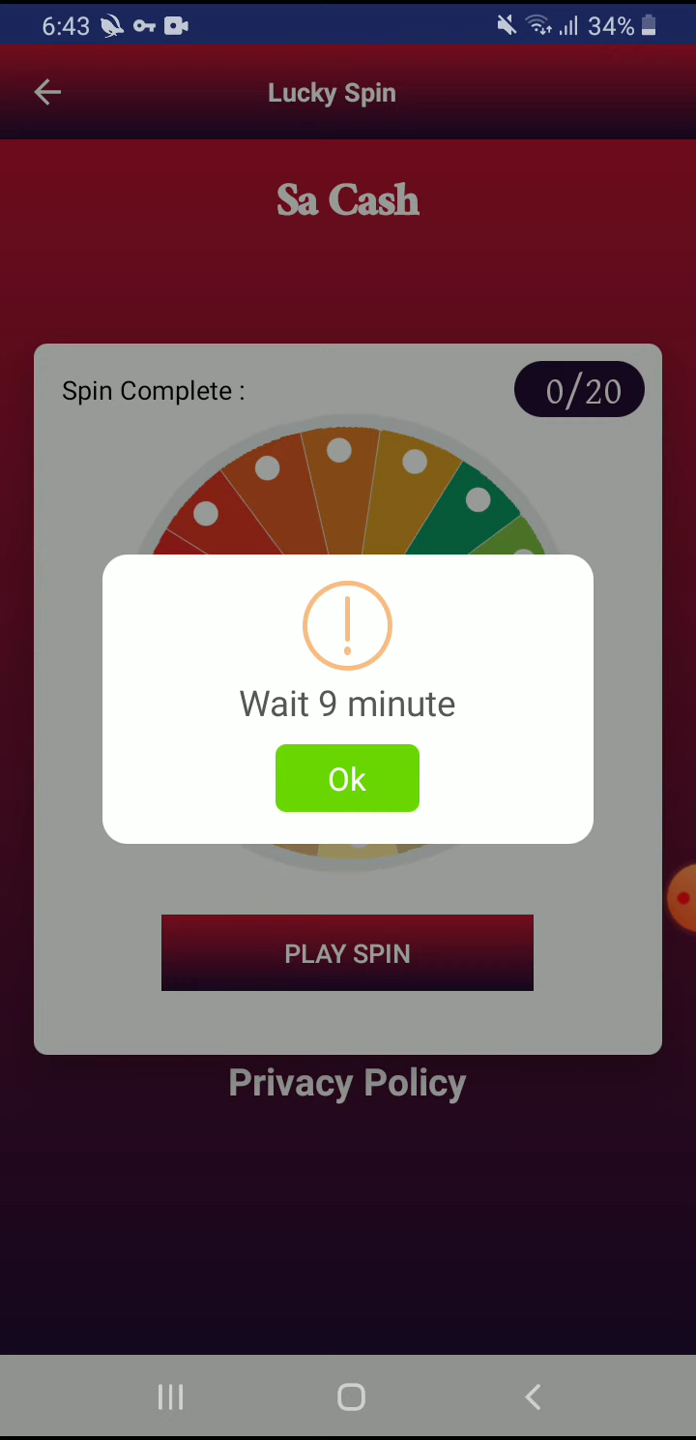 6:43 34%
Lucky Spin
Sa Cash
Spin Complete : 0/20
Wait 9 minute
Ok
PLAY SPIN
Privacy Policy